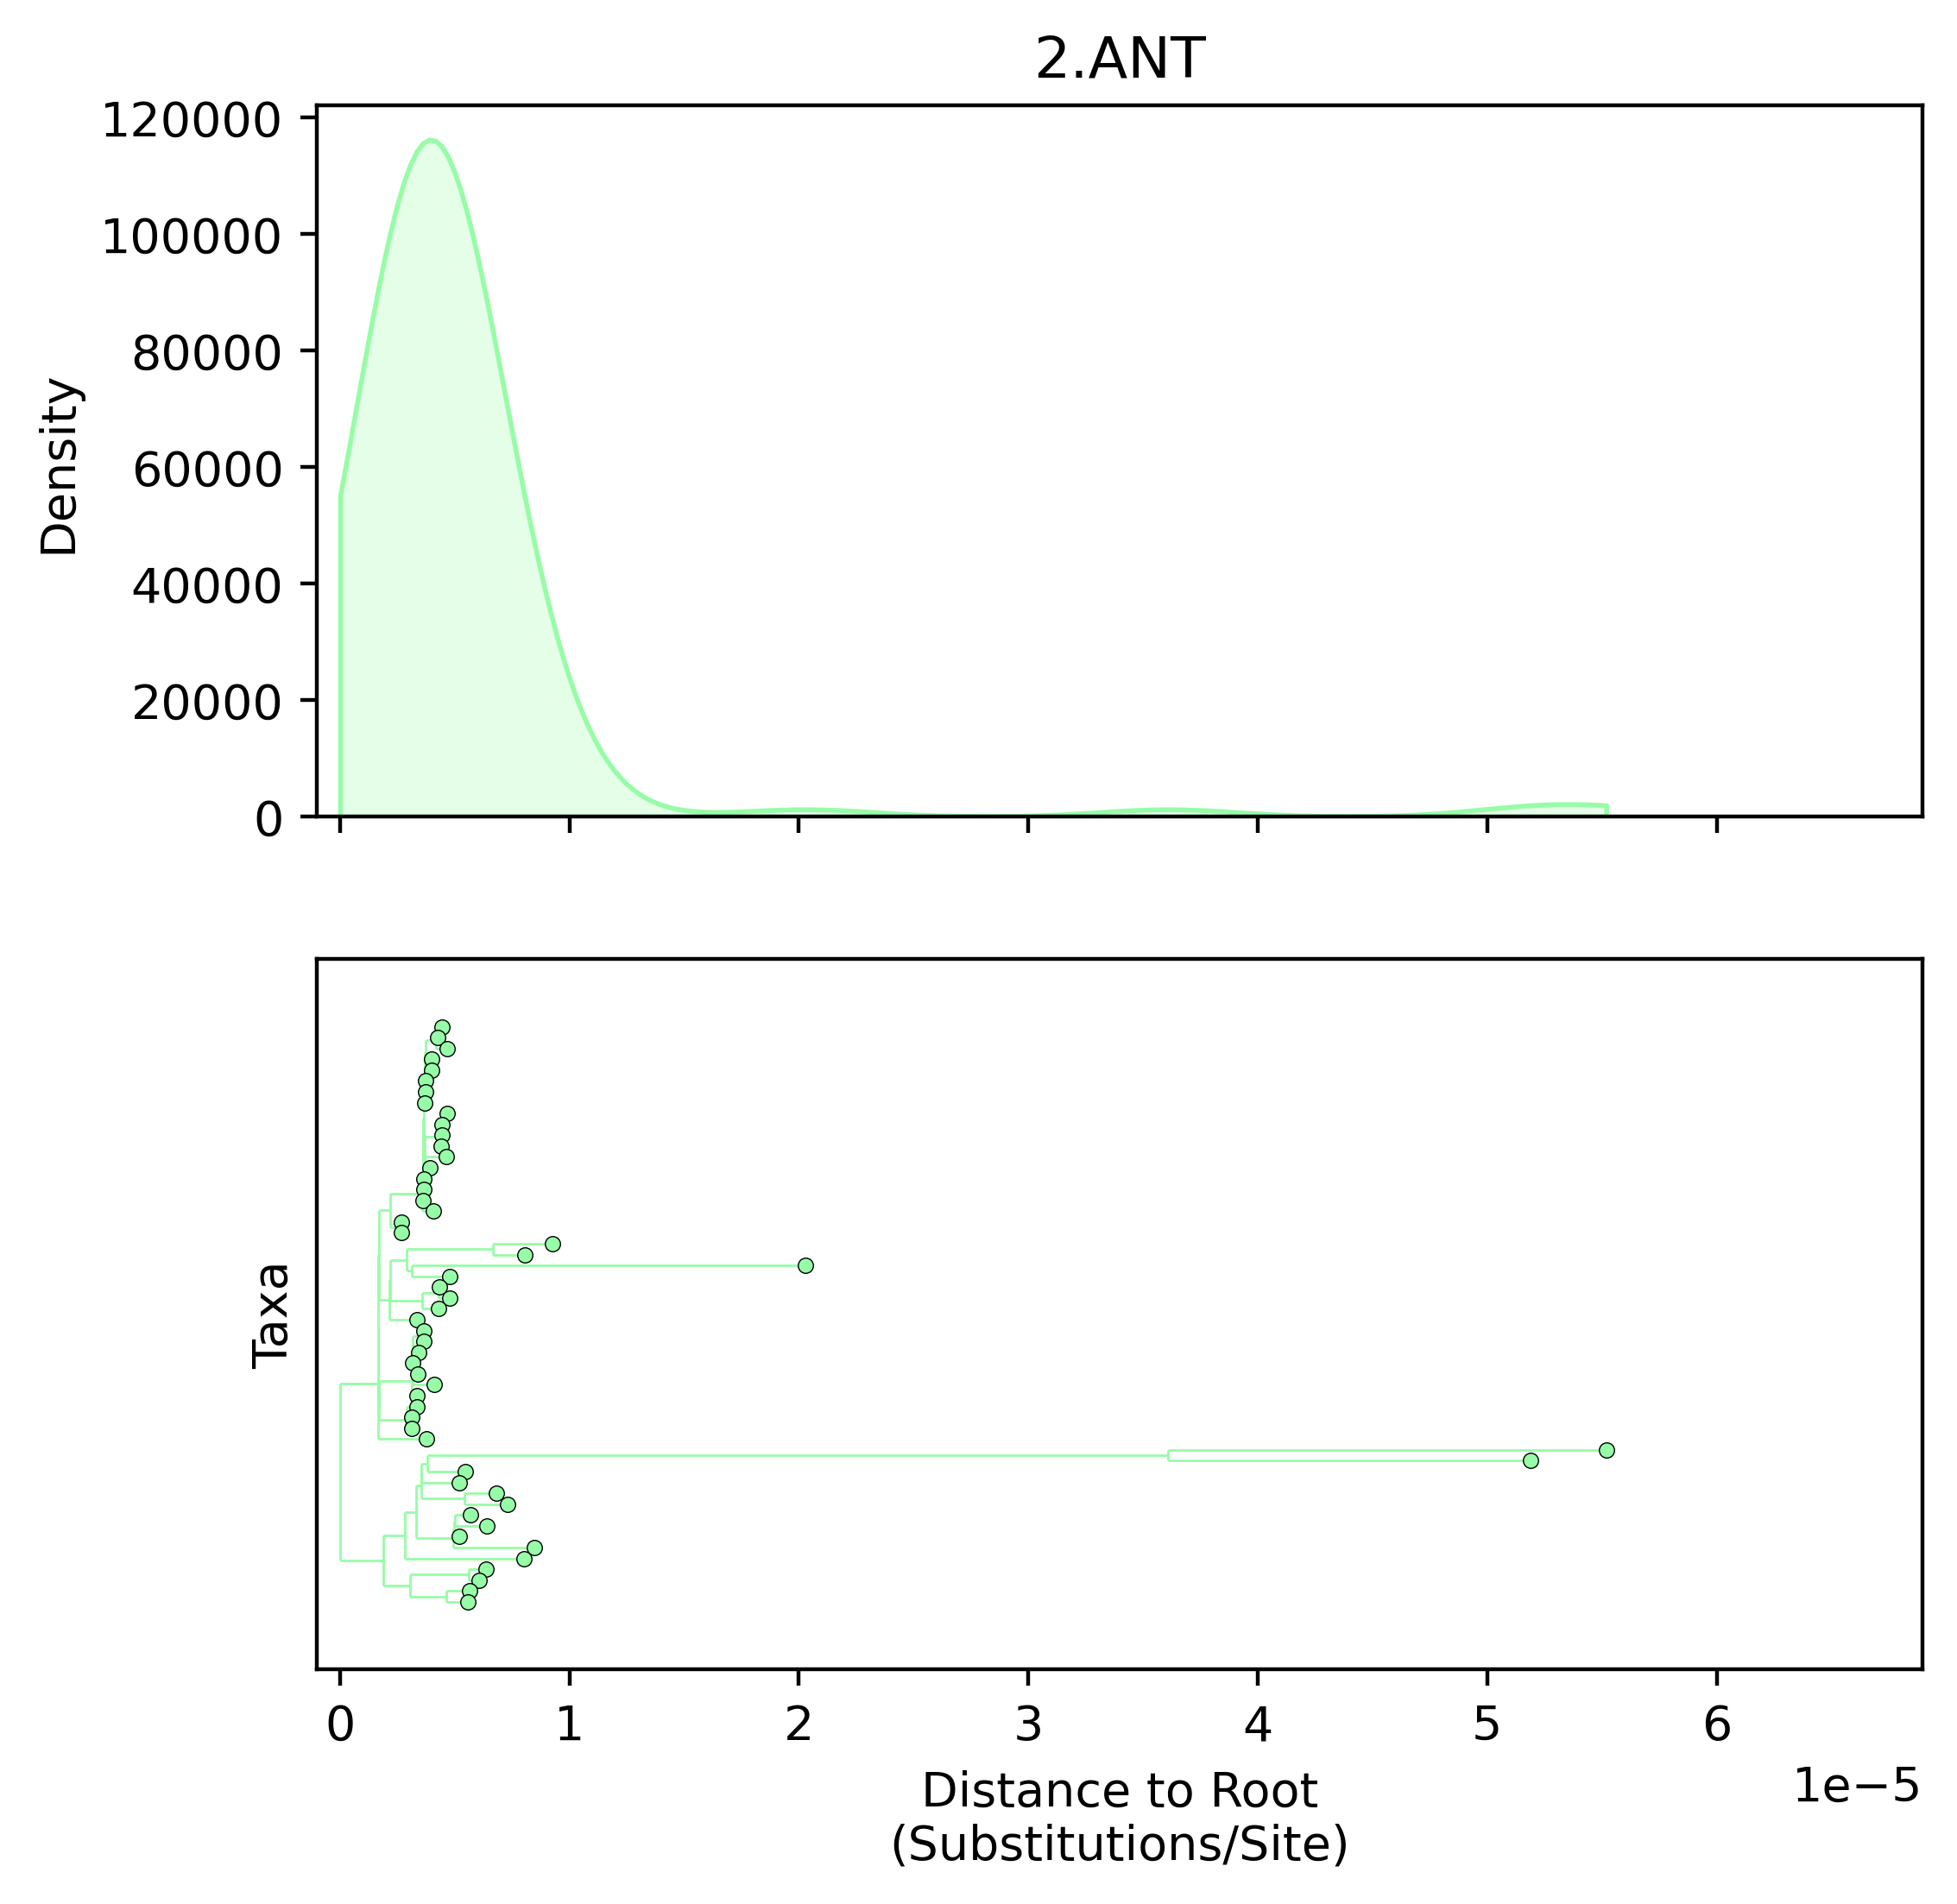 2.ANT
120000
100000
80000
60000
40000
20000
0
Density
Taxa
0 1 2 3 4 5 6
1e−5
Distance to Root
(Substitutions/Site)